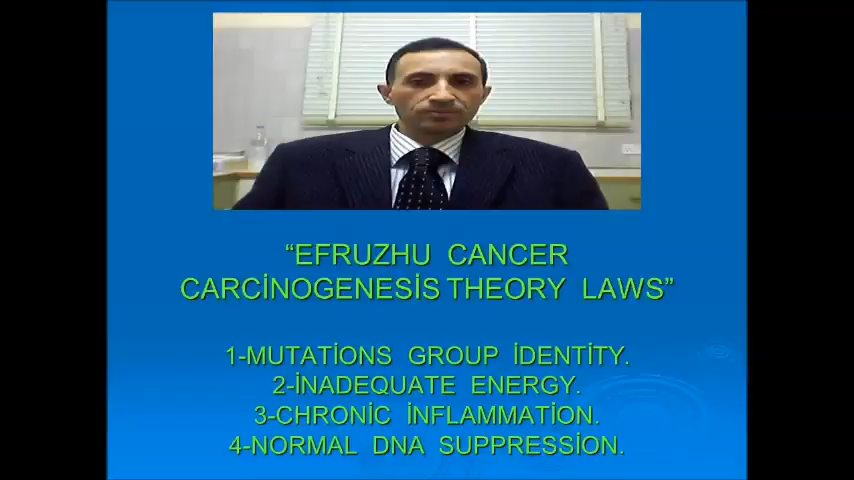 “EFRUZHU CANCER
CARCİNOGENESİS THEORY LAWS”
1-MUTATİONS GROUP İDENTİTY.
2-İNADEQUATE ENERGY.
3-CHRONİC İNFLAMMATİON.
4-NORMAL DNA SUPPRESSİON.